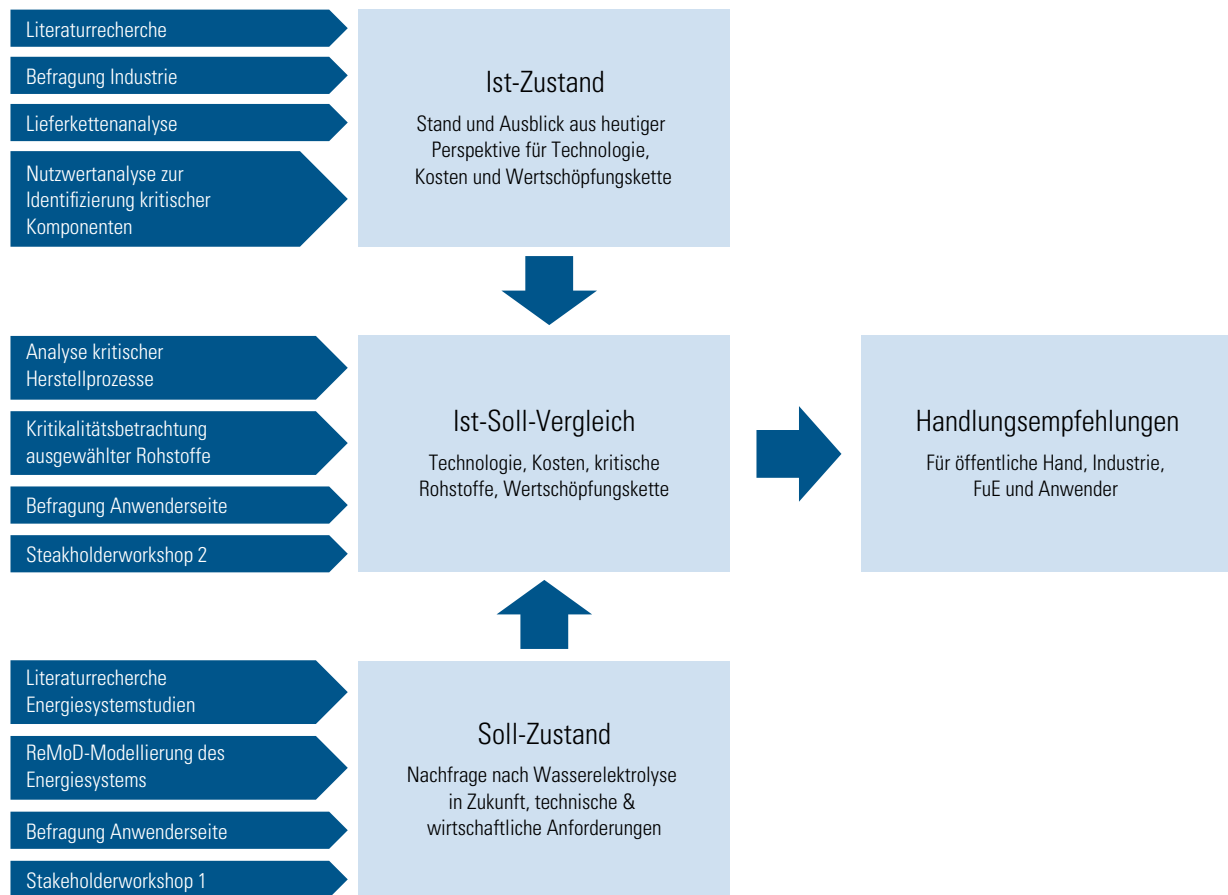 Literaturrecherche
Befragung Industrie
Lieferkettenanalyse
Nutzwertanalyse zur
Identifizierung kritischer
Komponenten
Ist-Zustand
Stand und Ausblick aus heutiger
Perspektive für Technologie,
Kosten und Wertschöpfungskette
Analyse kritischer
Herstellprozesse
Kritikalitätsbetrachtung
ausgewählter Rohstoffe
Befragung Anwenderseite
Steakholderworkshop 2
Ist-Soll-Vergleich
Technologie, Kosten, kritische
Rohstoffe, Wertschöpfungskette
Handlungsempfehlungen
Für öffentliche Hand, Industrie,
FuE und Anwender
Literaturrecherche
Energiesystemstudien
ReMoD-Modellierung des
Energiesystems
Befragung Anwenderseite
Stakeholderworkshop 1
Soll-Zustand
Nachfrage nach Wasserelektrolyse
in Zukunft, technische &
wirtschaftliche Anforderungen